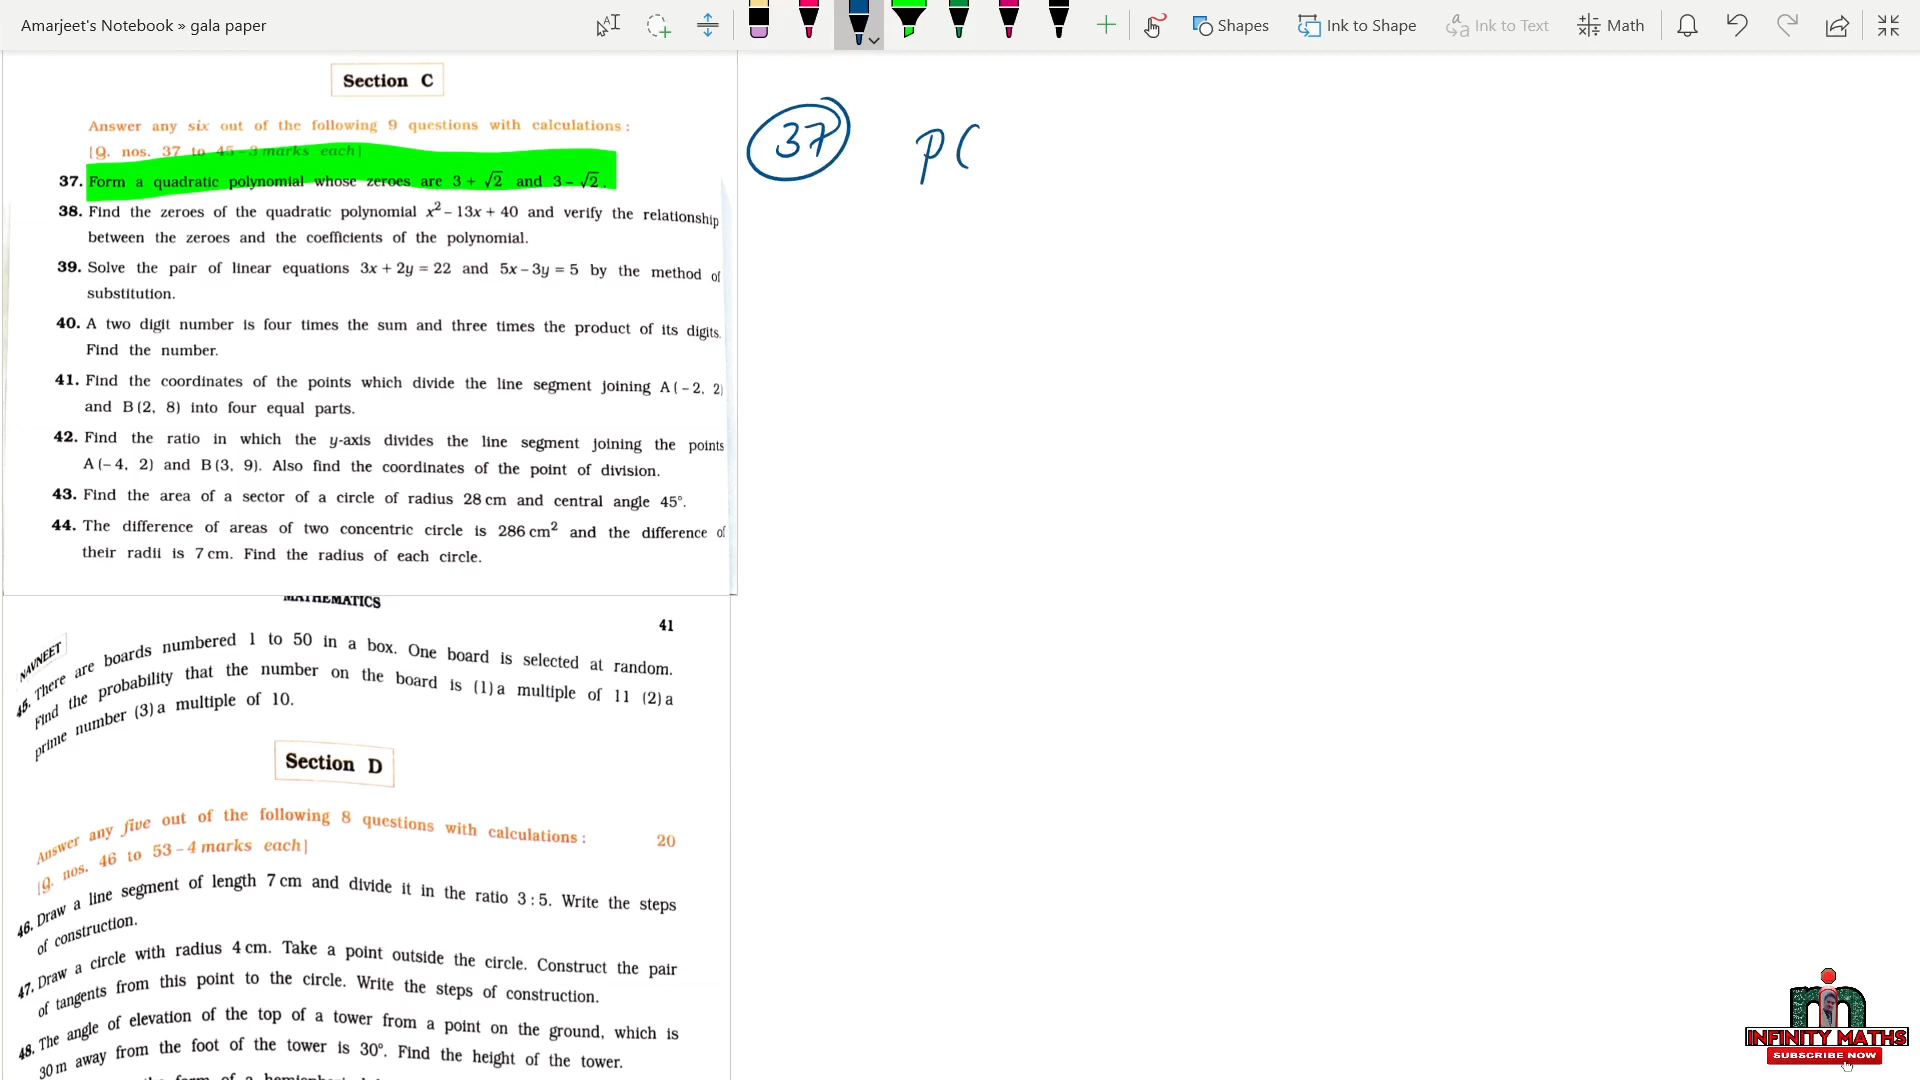 Amarjeet's Notebook » gala paper
Shapes
Ink to Shape
Ink to Text
Math
Section C
Answer any six out of the following 9 questions with calculations :
[Q. nos. 37 to 45 – 3 marks each]
37. Form a quadratic polynomial whose zeroes are 3 + √2 and 3 – √2.
38. Find the zeroes of the quadratic polynomial x² – 13x + 40 and verify the relationship
between the zeroes and the coefficients of the polynomial.
39. Solve the pair of linear equations 3x + 2y = 22 and 5x – 3y = 5 by the method of
substitution.
40. A two digit number is four times the sum and three times the product of its digits.
Find the number.
41. Find the coordinates of the points which divide the line segment joining A(–2, 2)
and B(2, 8) into four equal parts.
42. Find the ratio in which the y-axis divides the line segment joining the points
A(–4, 2) and B(3, 9). Also find the coordinates of the point of division.
43. Find the area of a sector of a circle of radius 28 cm and central angle 45°.
44. The difference of areas of two concentric circle is 286 cm² and the difference of
their radii is 7 cm. Find the radius of each circle.
37 P(
MATHEMATICS
41
NAVNEET
45. There are boards numbered 1 to 50 in a box. One board is selected at random.
Find the probability that the number on the board is (1) a multiple of 11 (2) a
prime number (3) a multiple of 10.
Section D
Answer any five out of the following 8 questions with calculations : 20
[Q. nos. 46 to 53 – 4 marks each]
46. Draw a line segment of length 7 cm and divide it in the ratio 3 : 5. Write the steps
of construction.
47. Draw a circle with radius 4 cm. Take a point outside the circle. Construct the pair
of tangents from this point to the circle. Write the steps of construction.
48. The angle of elevation of the top of a tower from a point on the ground, which is
30 m away from the foot of the tower is 30°. Find the height of the tower.
INFINITY MATHS
SUBSCRIBE NOW